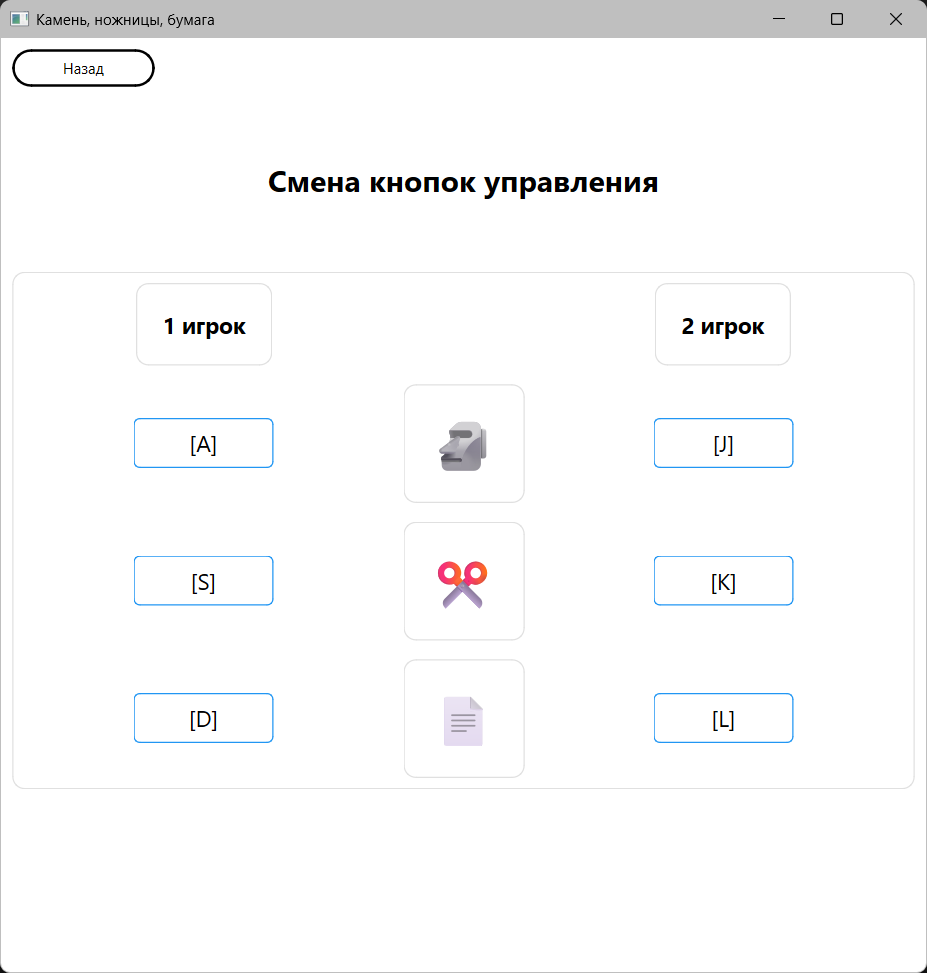 Камень, ножницы, бумага
Назад
Смена кнопок управления
1 игрок
2 игрок
[A]
[J]
[S]
[K]
[D]
[L]